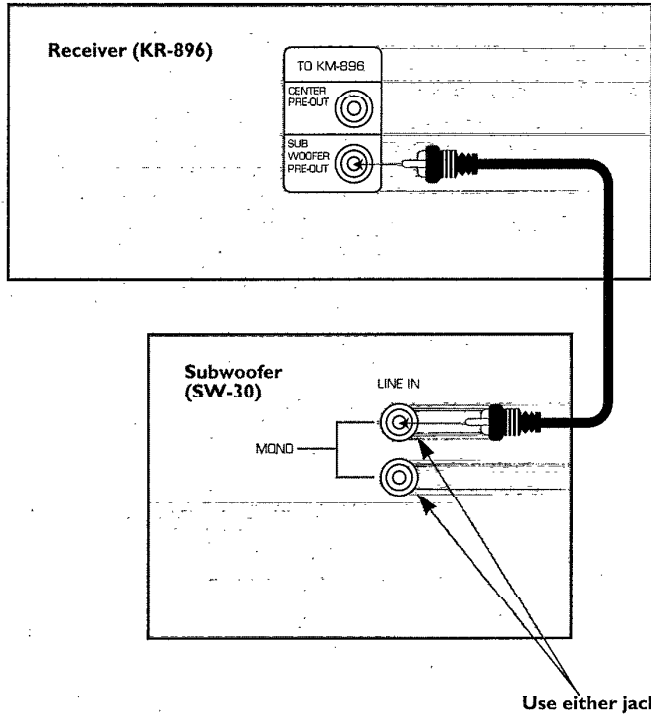 Receiver (KR-896)
TO KM-896
CENTER
PRE-OUT
SUB
WOOFER
PRE-OUT
Subwoofer
(SW-30)
LINE IN
MONO
Use either jack